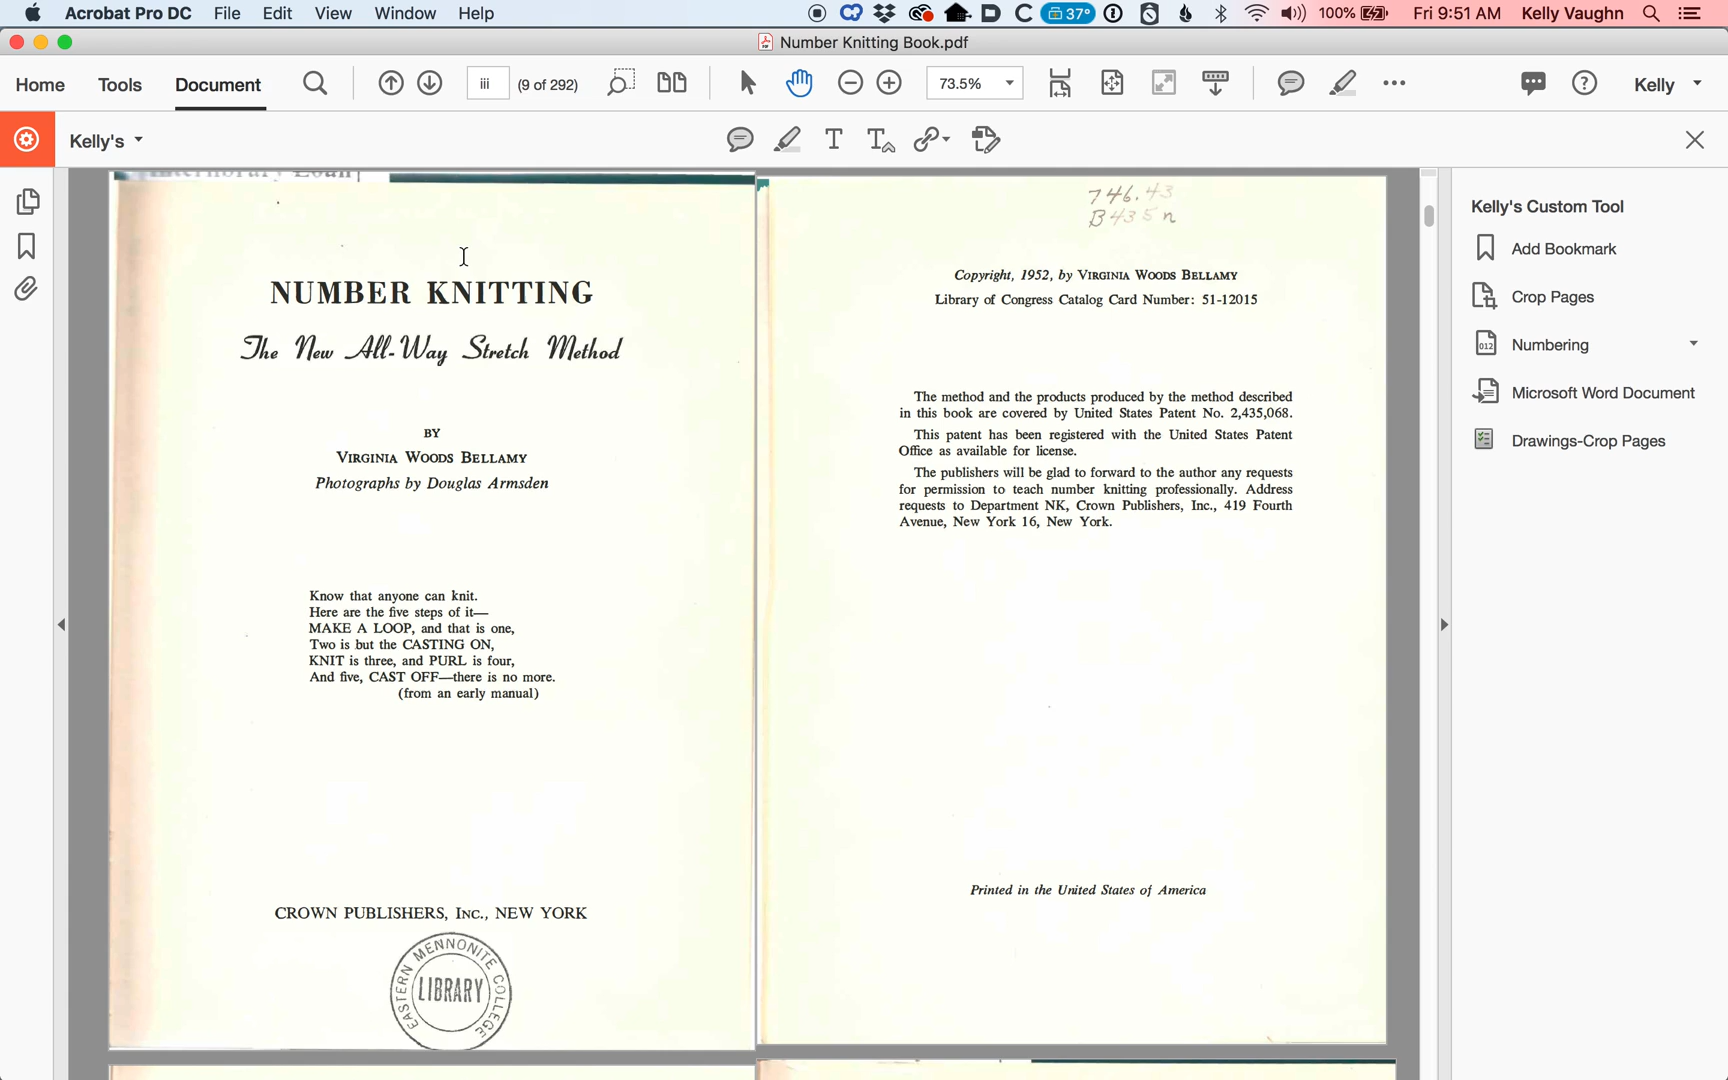 Acrobat Pro DC File Edit View Window Help 37° 100% Fri 9:51 AM Kelly Vaughn
Number Knitting Book.pdf
Home Tools Document iii (9 of 292) 73.5% Kelly
Kelly's
Interlibrary Loan
NUMBER KNITTING
The New All-Way Stretch Method
BY
VIRGINIA WOODS BELLAMY
Photographs by Douglas Armsden
Know that anyone can knit.
Here are the five steps of it—
MAKE A LOOP, and that is one,
Two is but the CASTING ON,
KNIT is three, and PURL is four,
And five, CAST OFF—there is no more.
(from an early manual)
CROWN PUBLISHERS, INC., NEW YORK
EASTERN MENNONITE COLLEGE
LIBRARY
746.43
B435n
Copyright, 1952, by VIRGINIA WOODS BELLAMY
Library of Congress Catalog Card Number: 51-12015
The method and the products produced by the method described
in this book are covered by United States Patent No. 2,435,068.
This patent has been registered with the United States Patent
Office as available for license.
The publishers will be glad to forward to the author any requests
for permission to teach number knitting professionally. Address
requests to Department NK, Crown Publishers, Inc., 419 Fourth
Avenue, New York 16, New York.
Printed in the United States of America
Kelly's Custom Tool
Add Bookmark
Crop Pages
012
Numbering
Microsoft Word Document
Drawings-Crop Pages